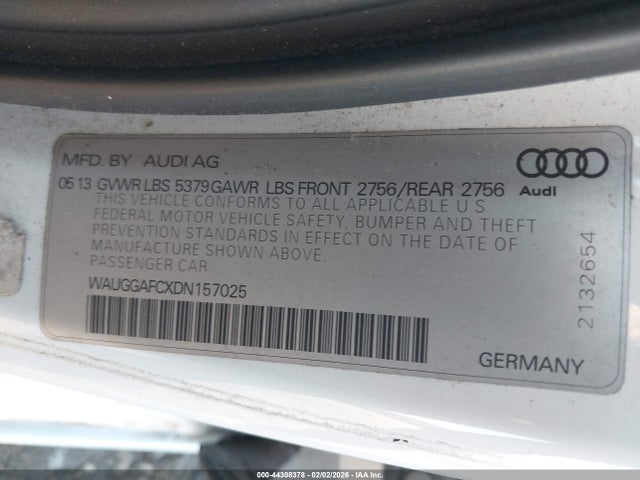 MFD. BY AUDI AG
05 13 GVWR LBS 5379 GAWR LBS FRONT 2756/REAR 2756
THIS VEHICLE CONFORMS TO ALL APPLICABLE U S
FEDERAL MOTOR VEHICLE SAFETY, BUMPER AND THEFT
PREVENTION STANDARDS IN EFFECT ON THE DATE OF
MANUFACTURE SHOWN ABOVE.
PASSENGER CAR
WAUGGAFCXDN157025
Audi
2132654
GERMANY
000-44308378 - 02/02/2026 - IAA Inc.